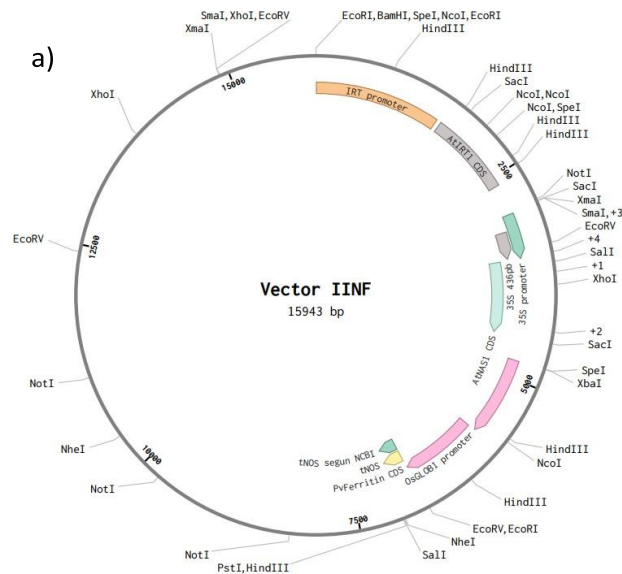 a)
SmaI,XhoI,EcoRV
XmaI
15000
XhoI
EcoRV
12500
NotI
NheI
10000
NotI
NotI
PstI,HindIII
EcoRI,BamHI,SpeI,NcoI,EcoRI
HindIII
HindIII
SacI
NcoI,NcoI
NcoI,SpeI
HindIII
HindIII
2500
NotI
SacI
XmaI
SmaI,+3
EcoRV
+4
SalI
+1
XhoI
+2
SacI
SpeI
XbaI
5000
HindIII
NcoI
HindIII
EcoRV,EcoRI
NheI
SalI
7500
IRT promoter
AtIRT1 CDS
35S promoter
35S 436pb
AtNAS1 CDS
OsGLOB1 promoter
PvFerritin CDS
tNOS
tNOS segun NCBI
Vector IINF
15943 bp